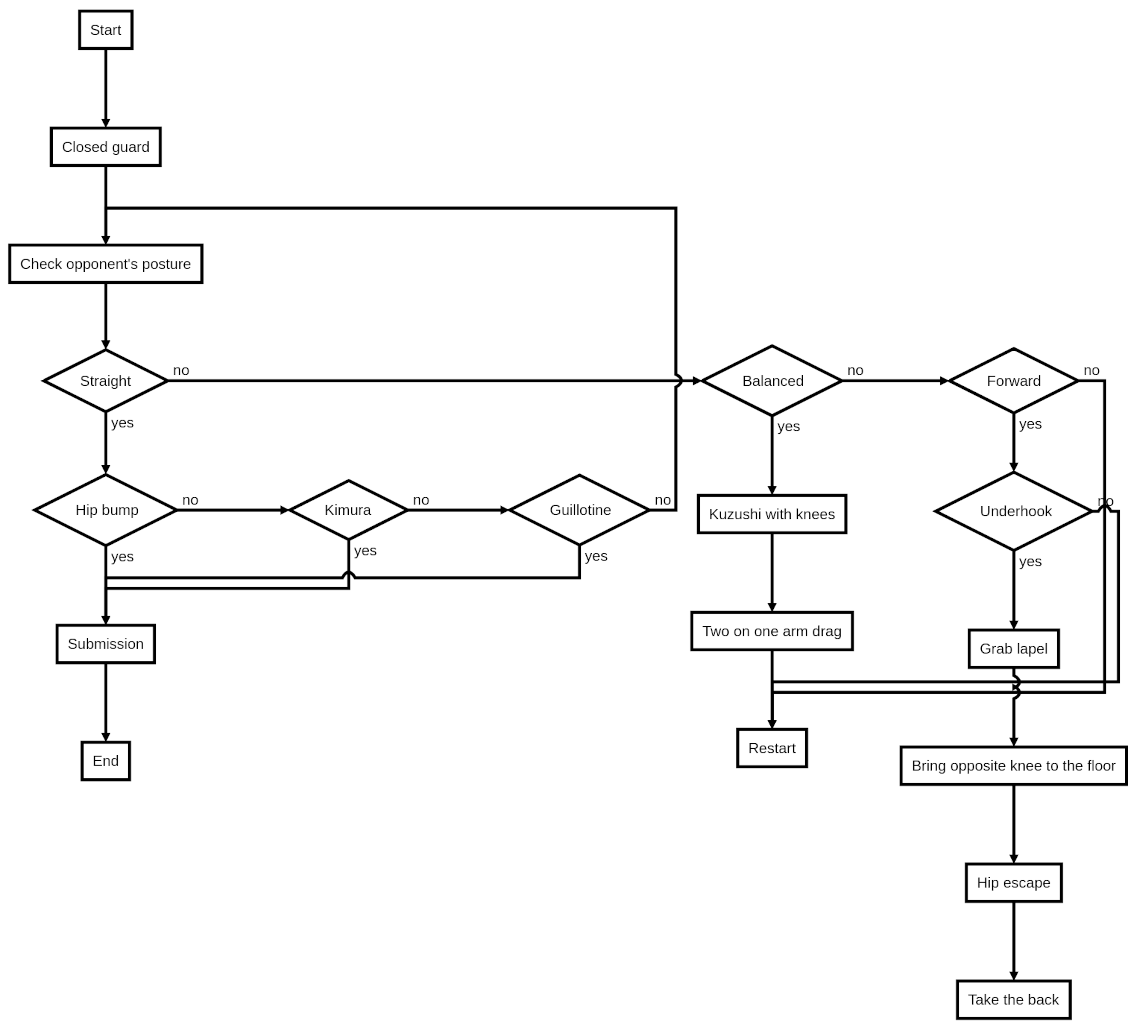 Start
Closed guard
Check opponent's posture
Straight
no
yes
Balanced
no
yes
Forward
no
yes
Hip bump
no
yes
Kimura
no
yes
Guillotine
no
yes
Kuzushi with knees
Underhook
no
yes
Submission
Two on one arm drag
Grab lapel
End
Restart
Bring opposite knee to the floor
Hip escape
Take the back